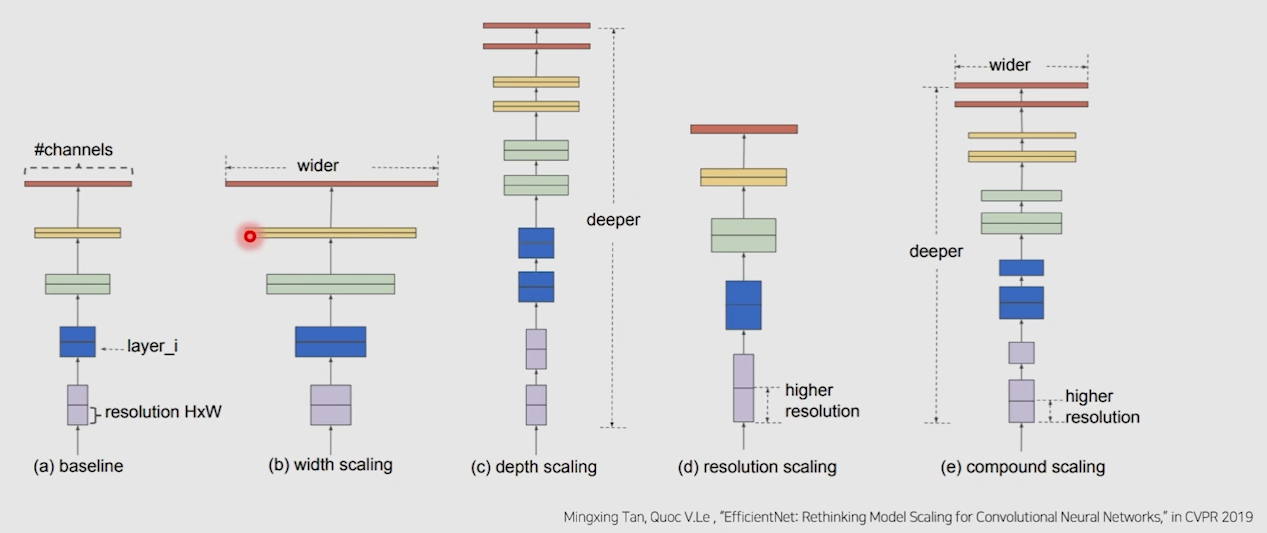 #channels
layer_i
resolution HxW
(a) baseline
wider
(b) width scaling
deeper
(c) depth scaling
higher
resolution
(d) resolution scaling
wider
deeper
higher
resolution
(e) compound scaling
Mingxing Tan, Quoc V.Le , “EfficientNet: Rethinking Model Scaling for Convolutional Neural Networks,” in CVPR 2019